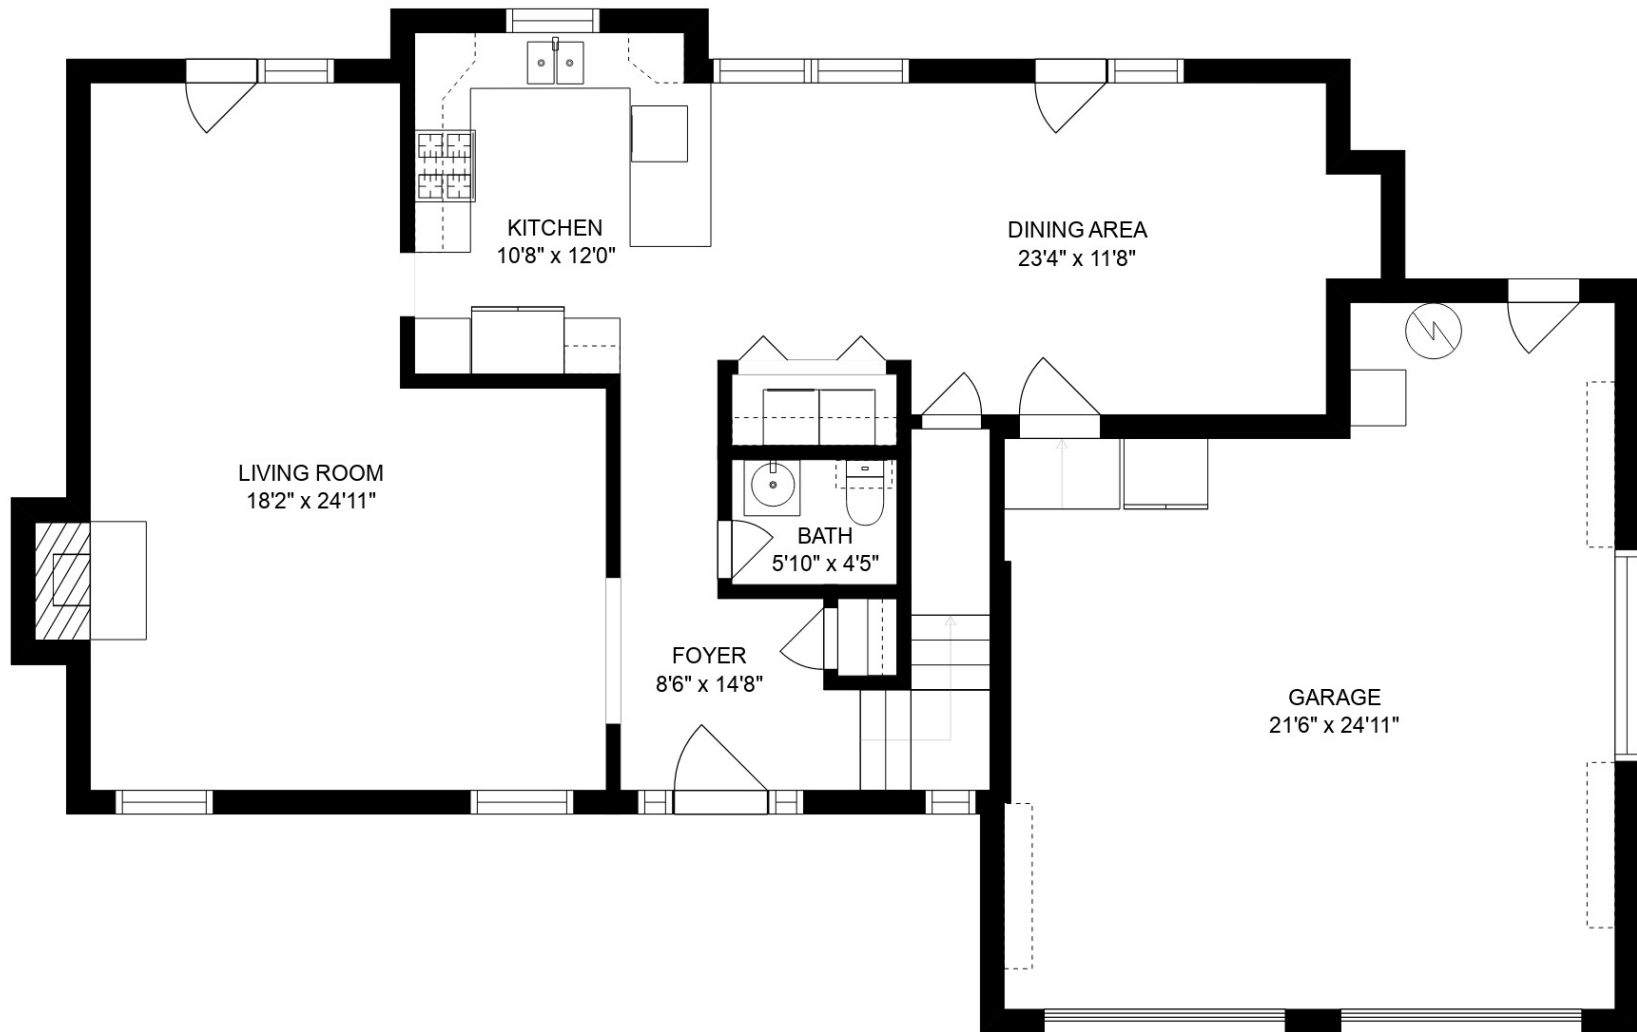 KITCHEN
10'8" x 12'0"
DINING AREA
23'4" x 11'8"
LIVING ROOM
18'2" x 24'11"
BATH
5'10" x 4'5"
FOYER
8'6" x 14'8"
GARAGE
21'6" x 24'11"